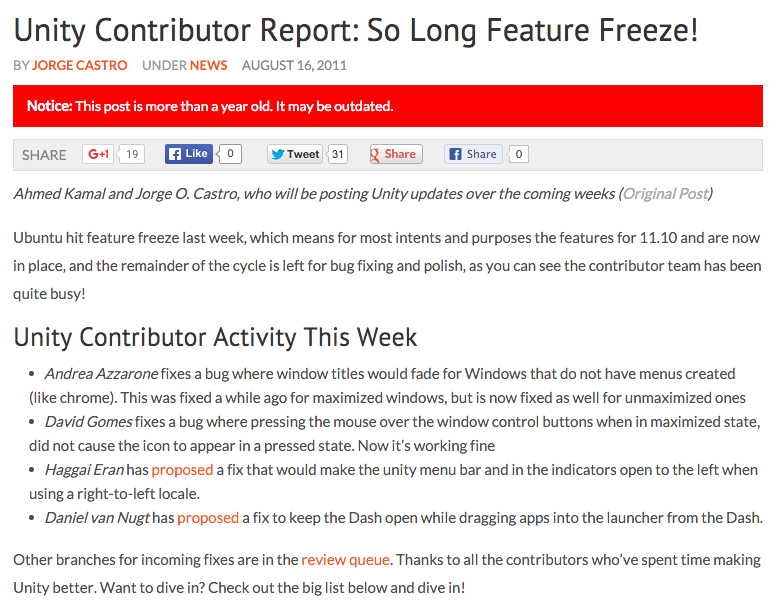 Unity Contributor Report: So Long Feature Freeze!
BY JORGE CASTRO UNDER NEWS AUGUST 16, 2011
Notice: This post is more than a year old. It may be outdated.
SHARE G+1 19 Like 0 Tweet 31 Share Share 0
Ahmed Kamal and Jorge O. Castro, who will be posting Unity updates over the coming weeks (Original Post)
Ubuntu hit feature freeze last week, which means for most intents and purposes the features for 11.10 and are now
in place, and the remainder of the cycle is left for bug fixing and polish, as you can see the contributor team has been
quite busy!
Unity Contributor Activity This Week
• Andrea Azzarone fixes a bug where window titles would fade for Windows that do not have menus created
(like chrome). This was fixed a while ago for maximized windows, but is now fixed as well for unmaximized ones
• David Gomes fixes a bug where pressing the mouse over the window control buttons when in maximized state,
did not cause the icon to appear in a pressed state. Now it's working fine
• Haggai Eran has proposed a fix that would make the unity menu bar and in the indicators open to the left when
using a right-to-left locale.
• Daniel van Nugt has proposed a fix to keep the Dash open while dragging apps into the launcher from the Dash.
Other branches for incoming fixes are in the review queue. Thanks to all the contributors who've spent time making
Unity better. Want to dive in? Check out the big list below and dive in!